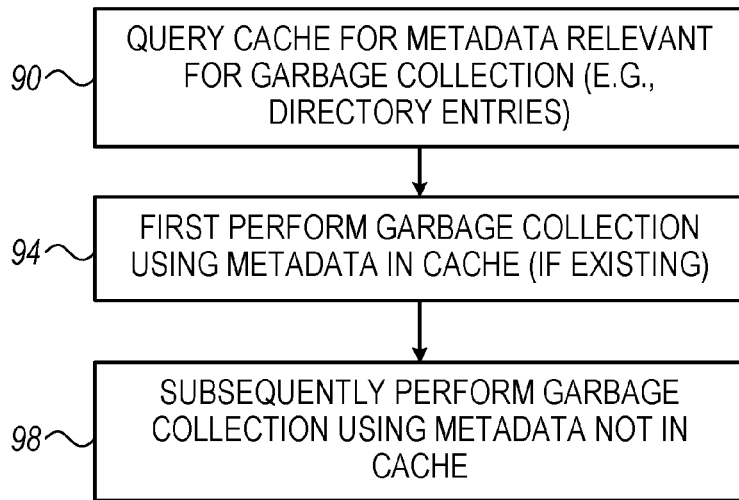 QUERY CACHE FOR METADATA RELEVANT
90 FOR GARBAGE COLLECTION (E.G.,
DIRECTORY ENTRIES)
FIRST PERFORM GARBAGE COLLECTION
94 USING METADATA IN CACHE (IF EXISTING)
SUBSEQUENTLY PERFORM GARBAGE
98 COLLECTION USING METADATA NOT IN
CACHE